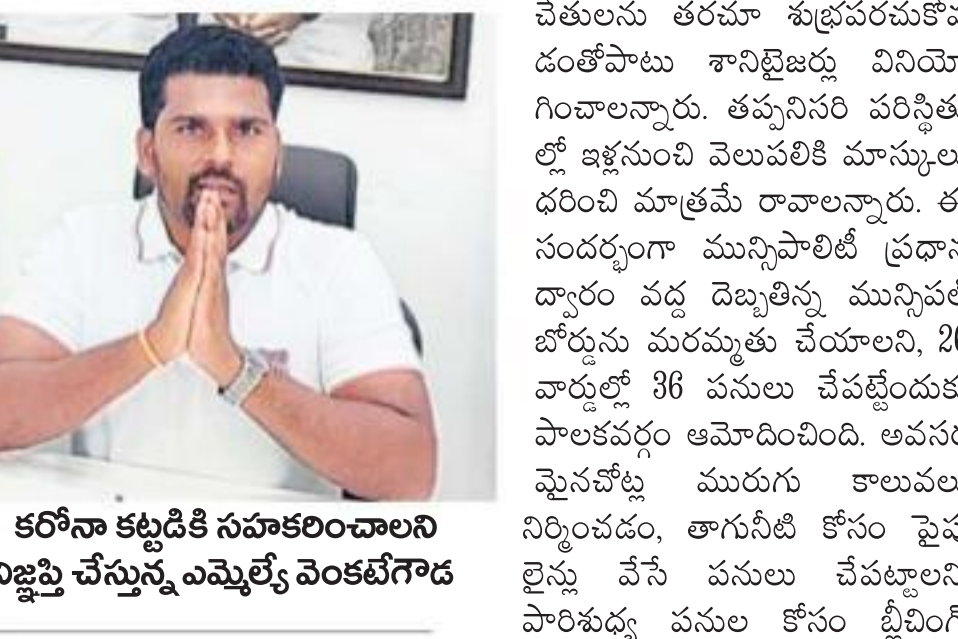 కరోనా కట్టడికి సహకరించాలని
విజ్ఞప్తి చేస్తున్న ఎమ్మెల్యే వెంకటేగౌడ
చేతులను తరచూ శుభ్రపరచుకోవ
డంతోపాటు శానిటైజర్లు వినియో
గించాలన్నారు. తప్పనిసరి పరిస్థితు
ల్లో ఇళ్లనుంచి వెలుపలికి మాస్కులు
ధరించి మాత్రమే రావాలన్నారు. ఈ
సందర్భంగా మున్సిపాలిటీ ప్రధాన
ద్వారం వద్ద దెబ్బతిన్న మున్సిపల్
బోర్డును మరమ్మతు చేయాలని, 26
వార్డుల్లో 36 పనులు చేపట్టేందుకు
పాలకవర్గం ఆమోదించింది. అవసర
మైనచోట్ల మురుగు కాలువలు
నిర్మించడం, తాగునీటి కోసం పైపు
లైన్లు వేసే పనులు చేపట్టాలని
పారిశుధ్య పనుల కోసం బ్లీచింగ్